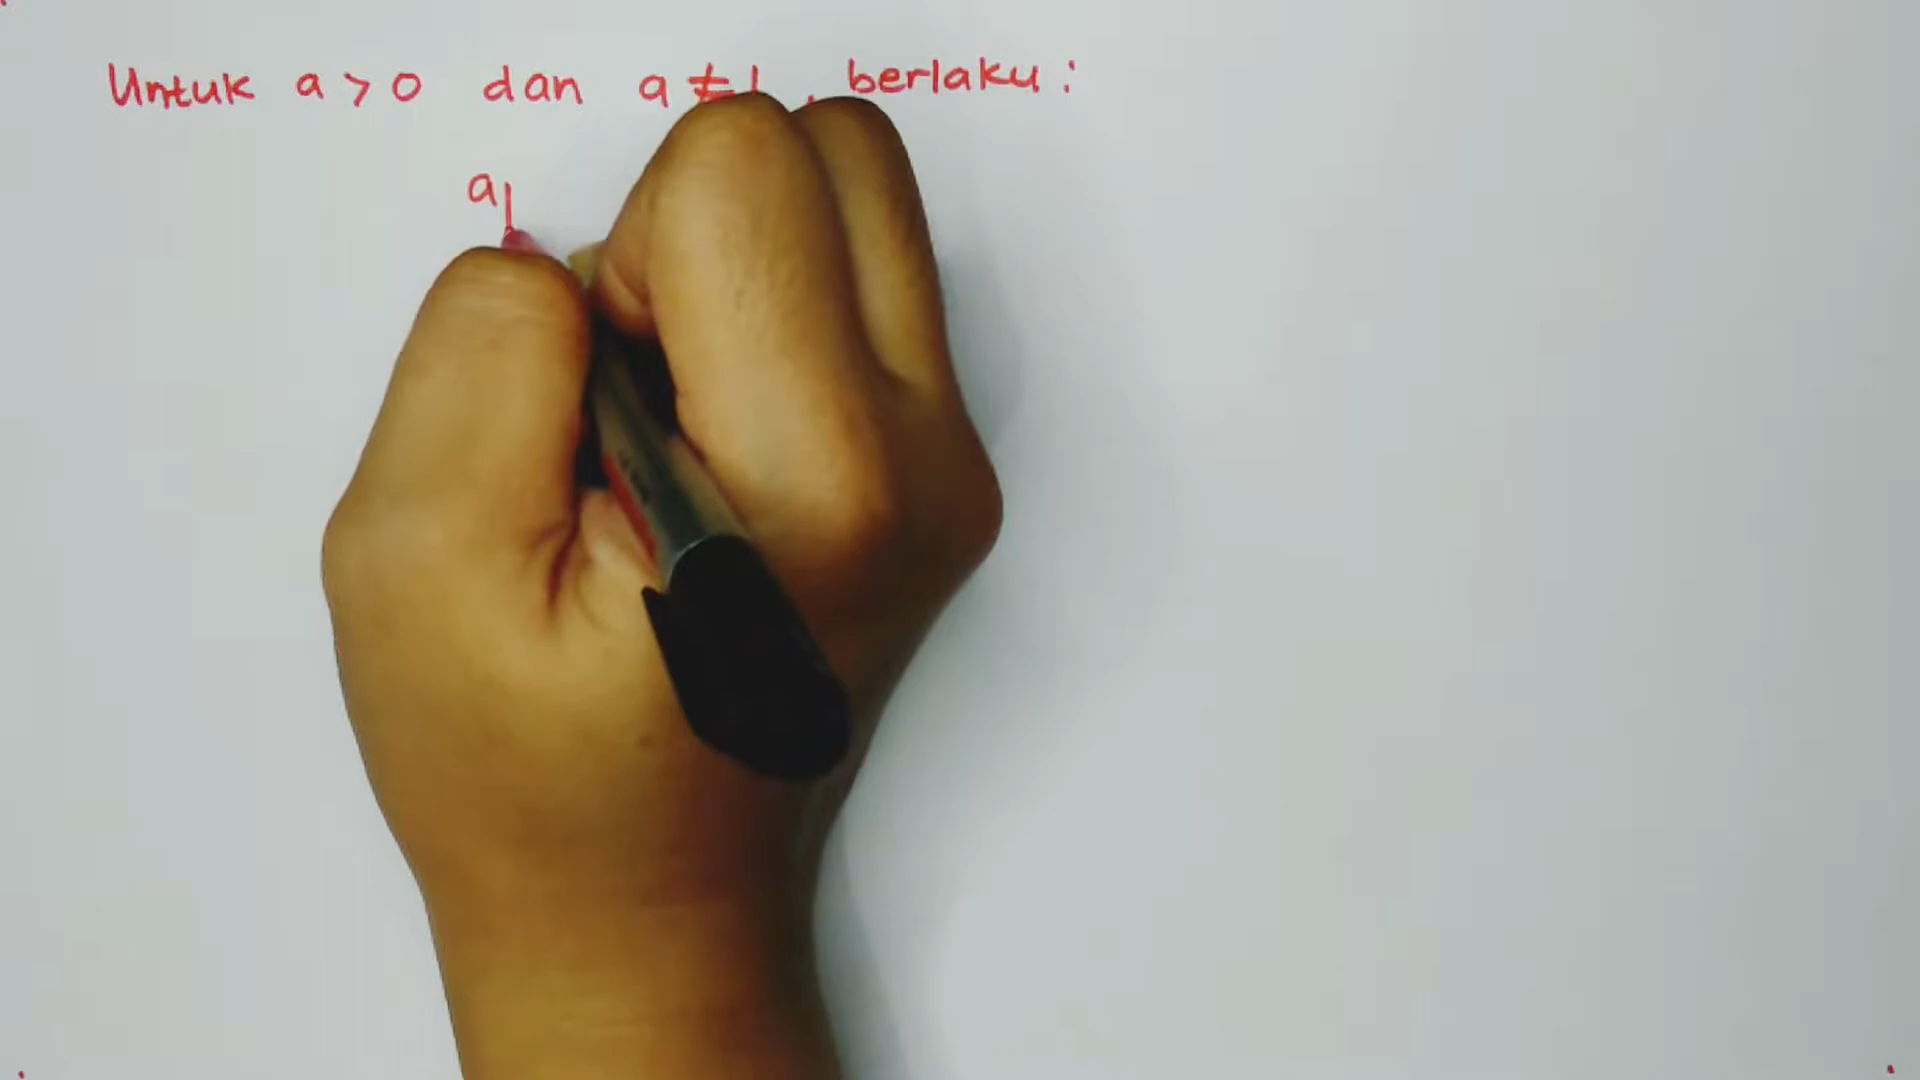 Untuk a > 0 dan a ≠ 1, berlaku :
a